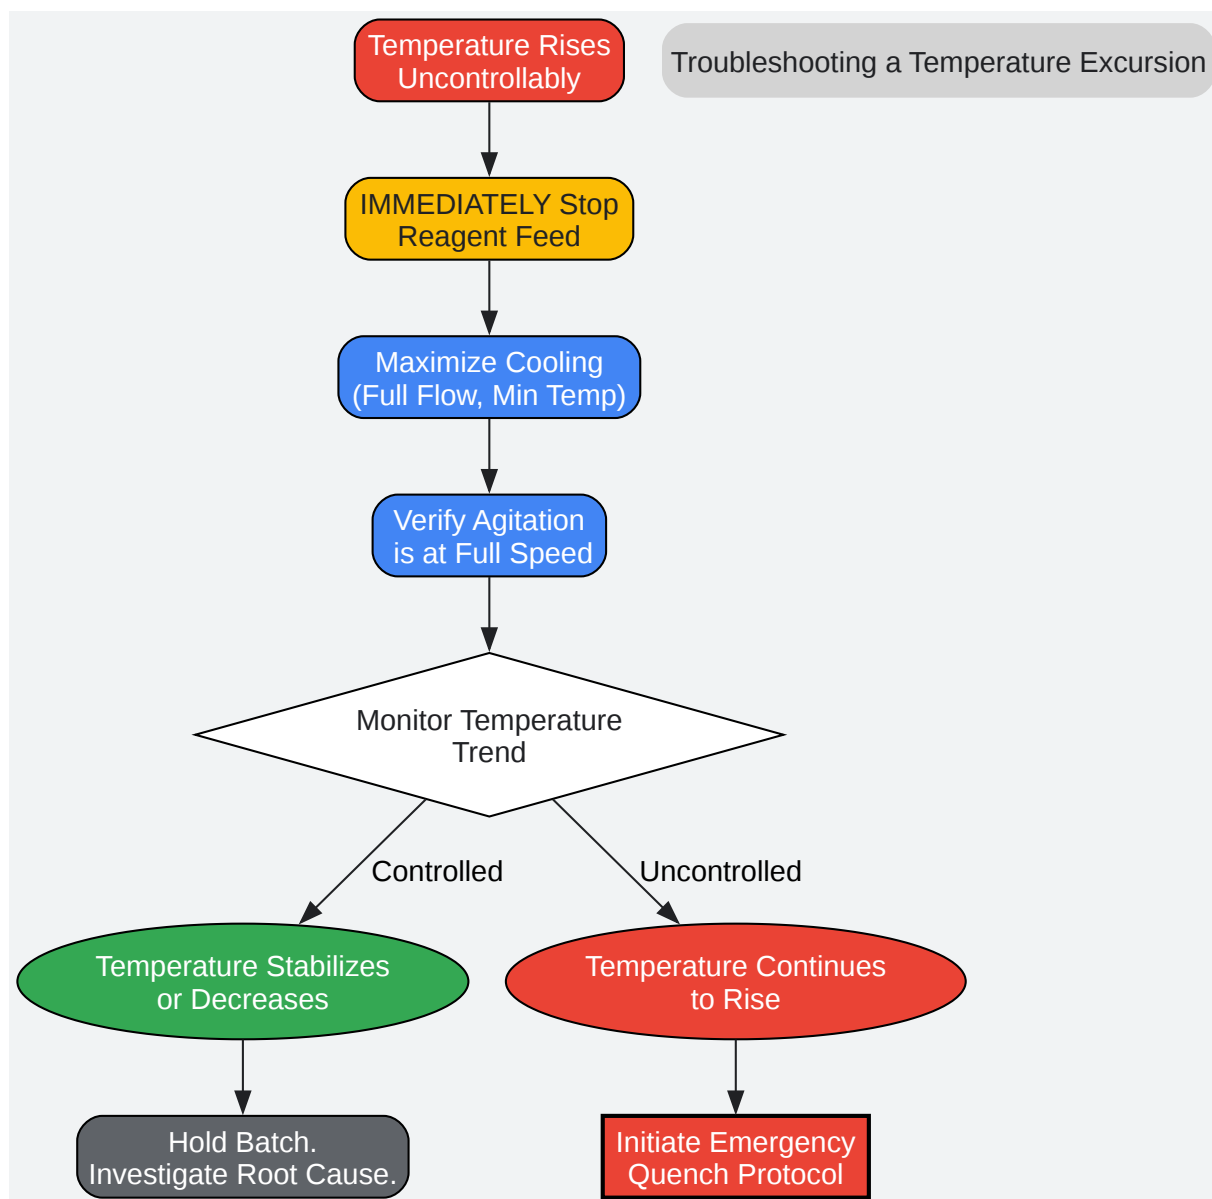 Temperature Rises
Uncontrollably
Troubleshooting a Temperature Excursion
IMMEDIATELY Stop
Reagent Feed
Maximize Cooling
(Full Flow, Min Temp)
Verify Agitation
is at Full Speed
Monitor Temperature
Trend
Controlled
Uncontrolled
Temperature Stabilizes
or Decreases
Temperature Continues
to Rise
Hold Batch.
Investigate Root Cause.
Initiate Emergency
Quench Protocol